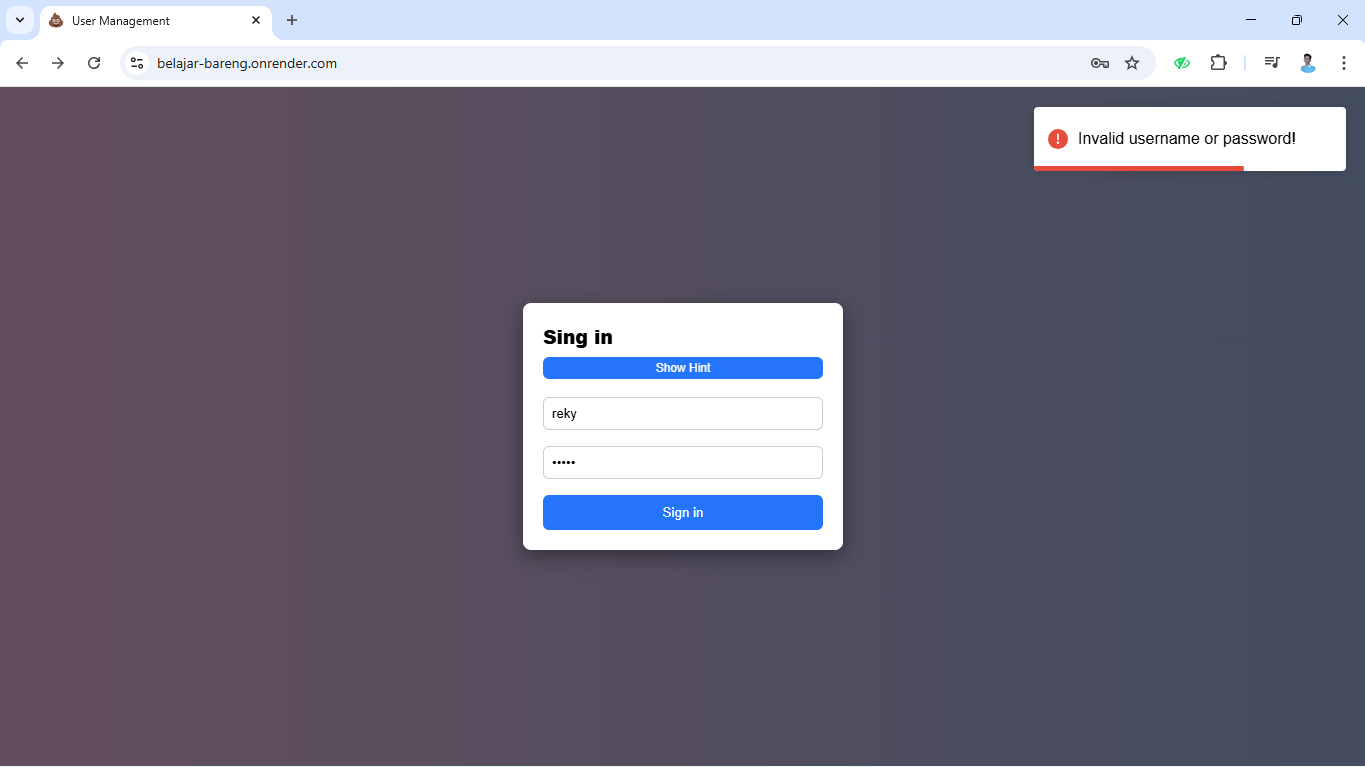 User Management
belajar-bareng.onrender.com
Invalid username or password!
Sing in
Show Hint
reky
•••••
Sign in